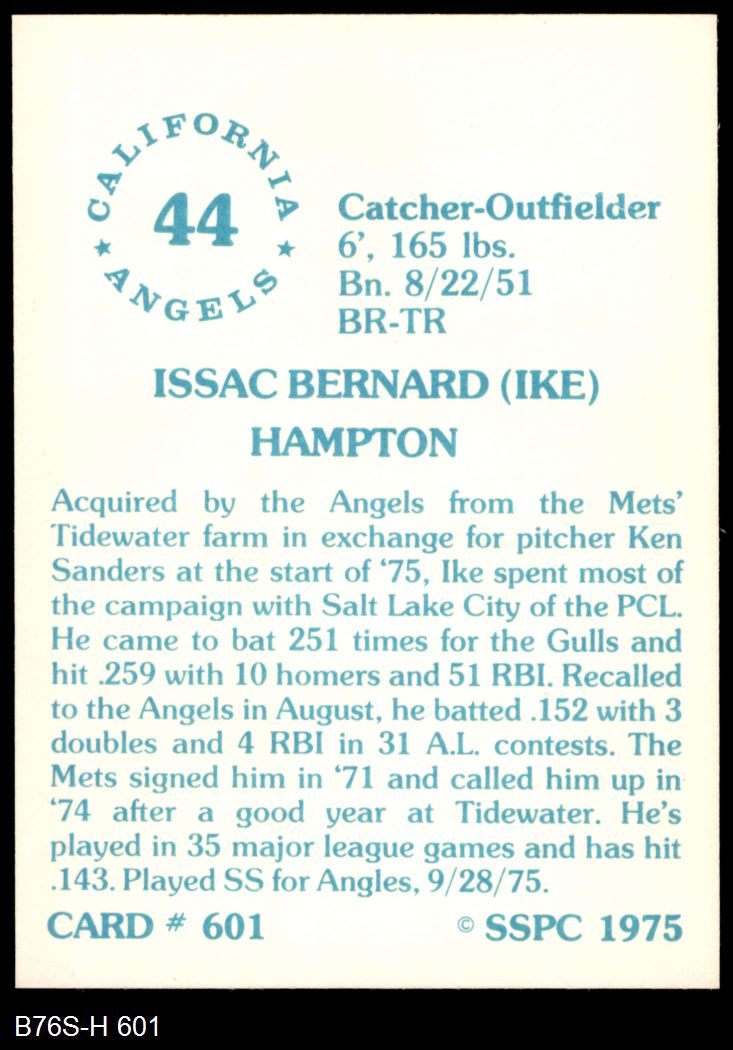 CALIFORNIA
44
★ ★
ANGELS
Catcher-Outfielder
6’, 165 lbs.
Bn. 8/22/51
BR-TR
ISSAC BERNARD (IKE)
HAMPTON
Acquired by the Angels from the Mets’
Tidewater farm in exchange for pitcher Ken
Sanders at the start of ‘75, Ike spent most of
the campaign with Salt Lake City of the PCL.
He came to bat 251 times for the Gulls and
hit .259 with 10 homers and 51 RBI. Recalled
to the Angels in August, he batted .152 with 3
doubles and 4 RBI in 31 A.L. contests. The
Mets signed him in ‘71 and called him up in
‘74 after a good year at Tidewater. He’s
played in 35 major league games and has hit
.143. Played SS for Angles, 9/28/75.
CARD # 601 © SSPC 1975
B76S-H 601